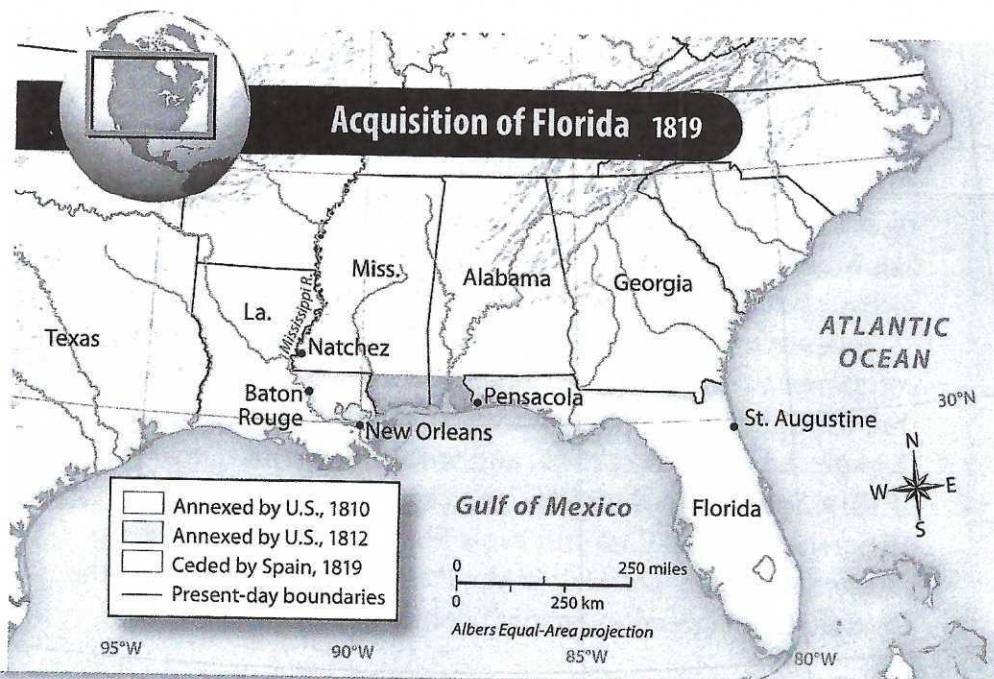 Acquisition of Florida 1819
Miss.
Alabama
Georgia
La.
Mississippi R.
Texas
Natchez
ATLANTIC
OCEAN
Baton
Rouge
Pensacola
30°N
New Orleans
St. Augustine
N
W
E
S
Annexed by U.S., 1810
Annexed by U.S., 1812
Ceded by Spain, 1819
Present-day boundaries
Gulf of Mexico
Florida
0
250 miles
0
250 km
Albers Equal-Area projection
95°W
90°W
85°W
80°W